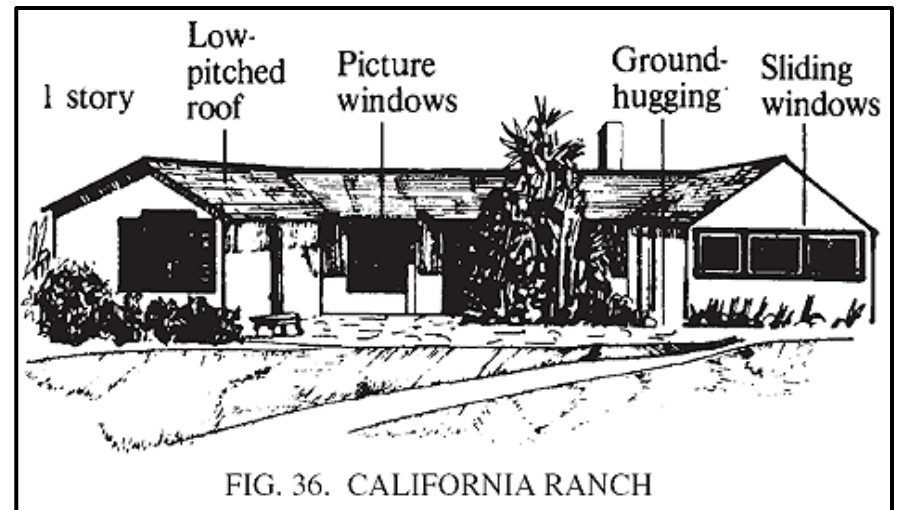 1 story
Low-
pitched
roof
Picture
windows
Ground-
hugging
Sliding
windows
FIG. 36. CALIFORNIA RANCH